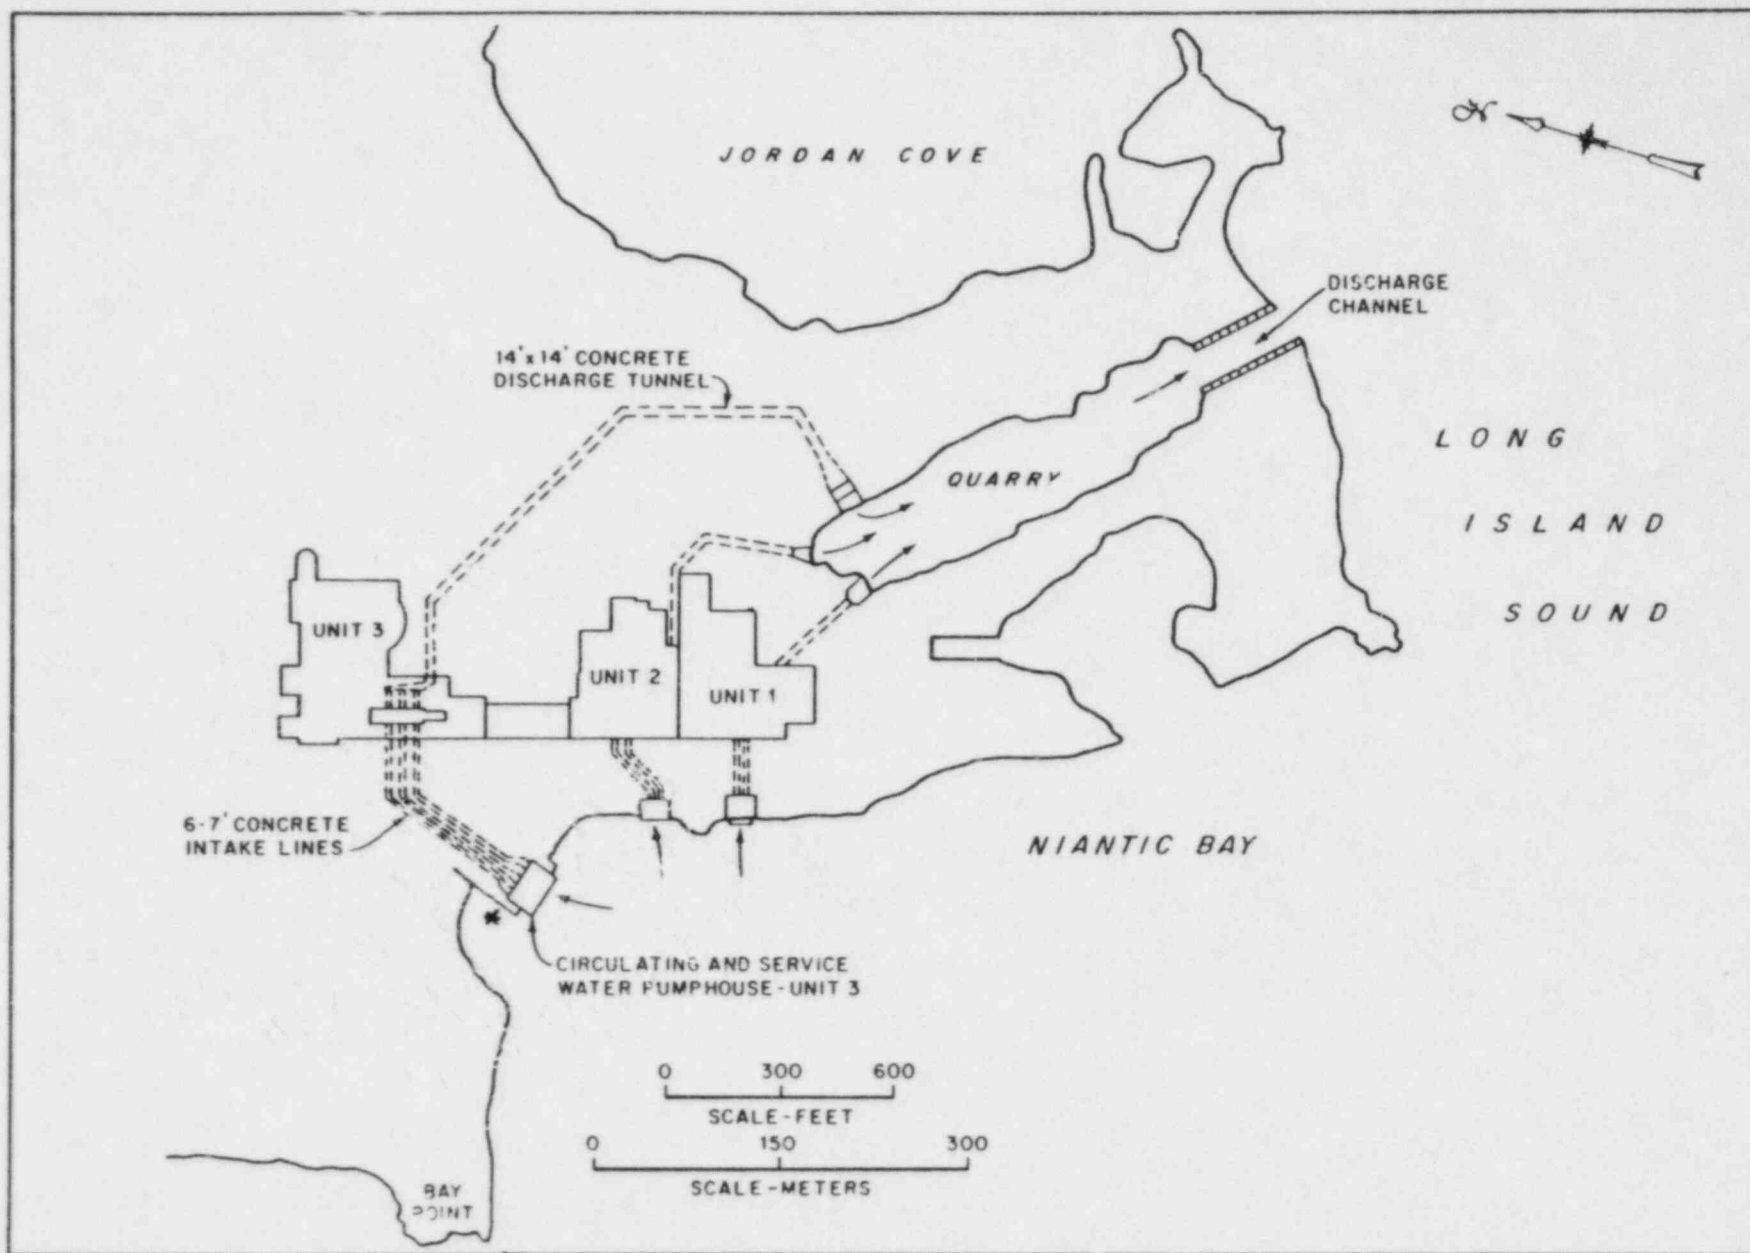 JORDAN COVE
N
DISCHARGE
CHANNEL
14' x 14' CONCRETE
DISCHARGE TUNNEL
LONG
ISLAND
SOUND
QUARRY
UNIT 3
UNIT 2
UNIT 1
6-7' CONCRETE
INTAKE LINES
NIANTIC BAY
*
CIRCULATING AND SERVICE
WATER PUMPHOUSE-UNIT 3
0 300 600
SCALE-FEET
0 150 300
SCALE-METERS
BAY
POINT